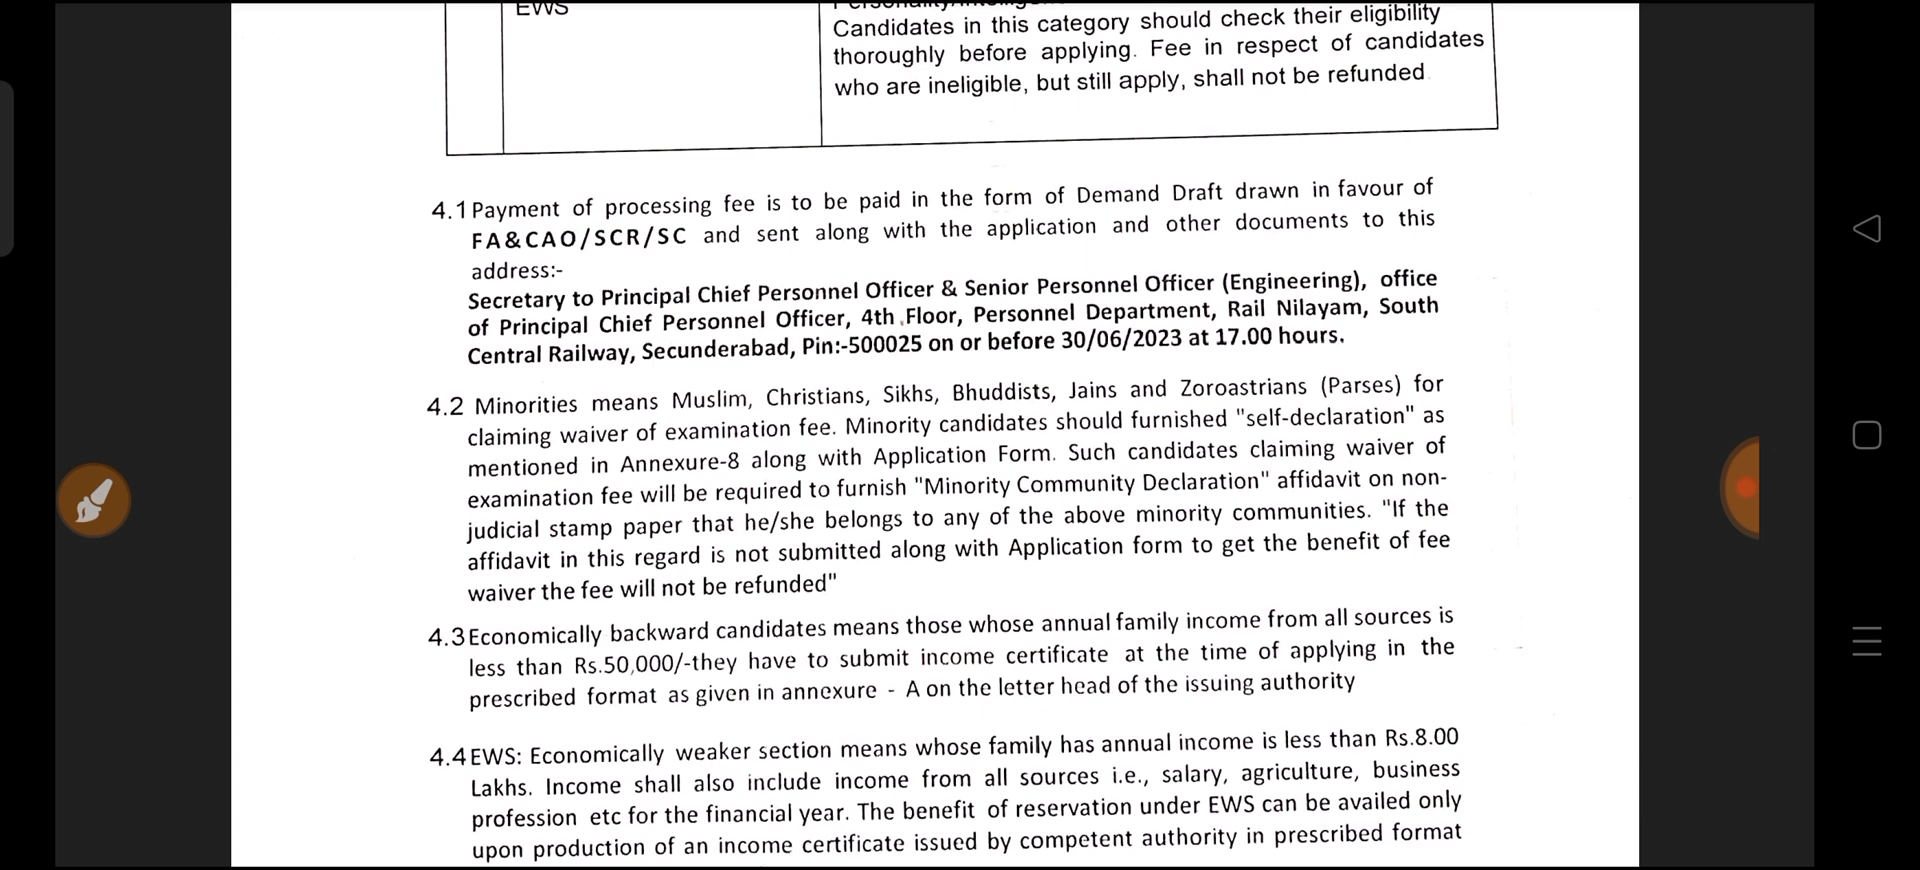 EWS
Candidates in this category should check their eligibility
thoroughly before applying. Fee in respect of candidates
who are ineligible, but still apply, shall not be refunded
4.1 Payment of processing fee is to be paid in the form of Demand Draft drawn in favour of
FA&CAO/SCR/SC and sent along with the application and other documents to this
address:-
Secretary to Principal Chief Personnel Officer & Senior Personnel Officer (Engineering), office
of Principal Chief Personnel Officer, 4th Floor, Personnel Department, Rail Nilayam, South
Central Railway, Secunderabad, Pin:-500025 on or before 30/06/2023 at 17.00 hours.
4.2 Minorities means Muslim, Christians, Sikhs, Bhuddists, Jains and Zoroastrians (Parses) for
claiming waiver of examination fee. Minority candidates should furnished "self-declaration" as
mentioned in Annexure-8 along with Application Form. Such candidates claiming waiver of
examination fee will be required to furnish "Minority Community Declaration" affidavit on non-
judicial stamp paper that he/she belongs to any of the above minority communities. "If the
affidavit in this regard is not submitted along with Application form to get the benefit of fee
waiver the fee will not be refunded"
4.3 Economically backward candidates means those whose annual family income from all sources is
less than Rs.50,000/-they have to submit income certificate at the time of applying in the
prescribed format as given in annexure - A on the letter head of the issuing authority
4.4 EWS: Economically weaker section means whose family has annual income is less than Rs.8.00
Lakhs. Income shall also include income from all sources i.e., salary, agriculture, business
profession etc for the financial year. The benefit of reservation under EWS can be availed only
upon production of an income certificate issued by competent authority in prescribed format